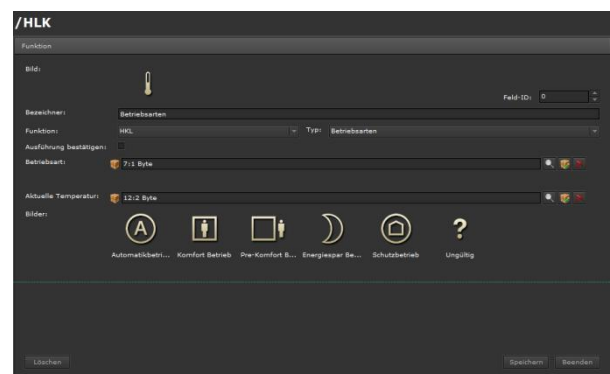 /HLK
Funktion
Bild:
Feld-ID: 0
Bezeichner: Betriebsarten
Funktion: HKL Typ: Betriebsarten
Ausführung bestätigen:
Betriebsart: 7:1 Byte
Aktuelle Temperatur: 12:2 Byte
Bilder:
A
?
Automatikbetri... Komfort Betrieb Pre-Komfort B... Energiespar Be... Schutzbetrieb Ungültig
Löschen Speichern Beenden